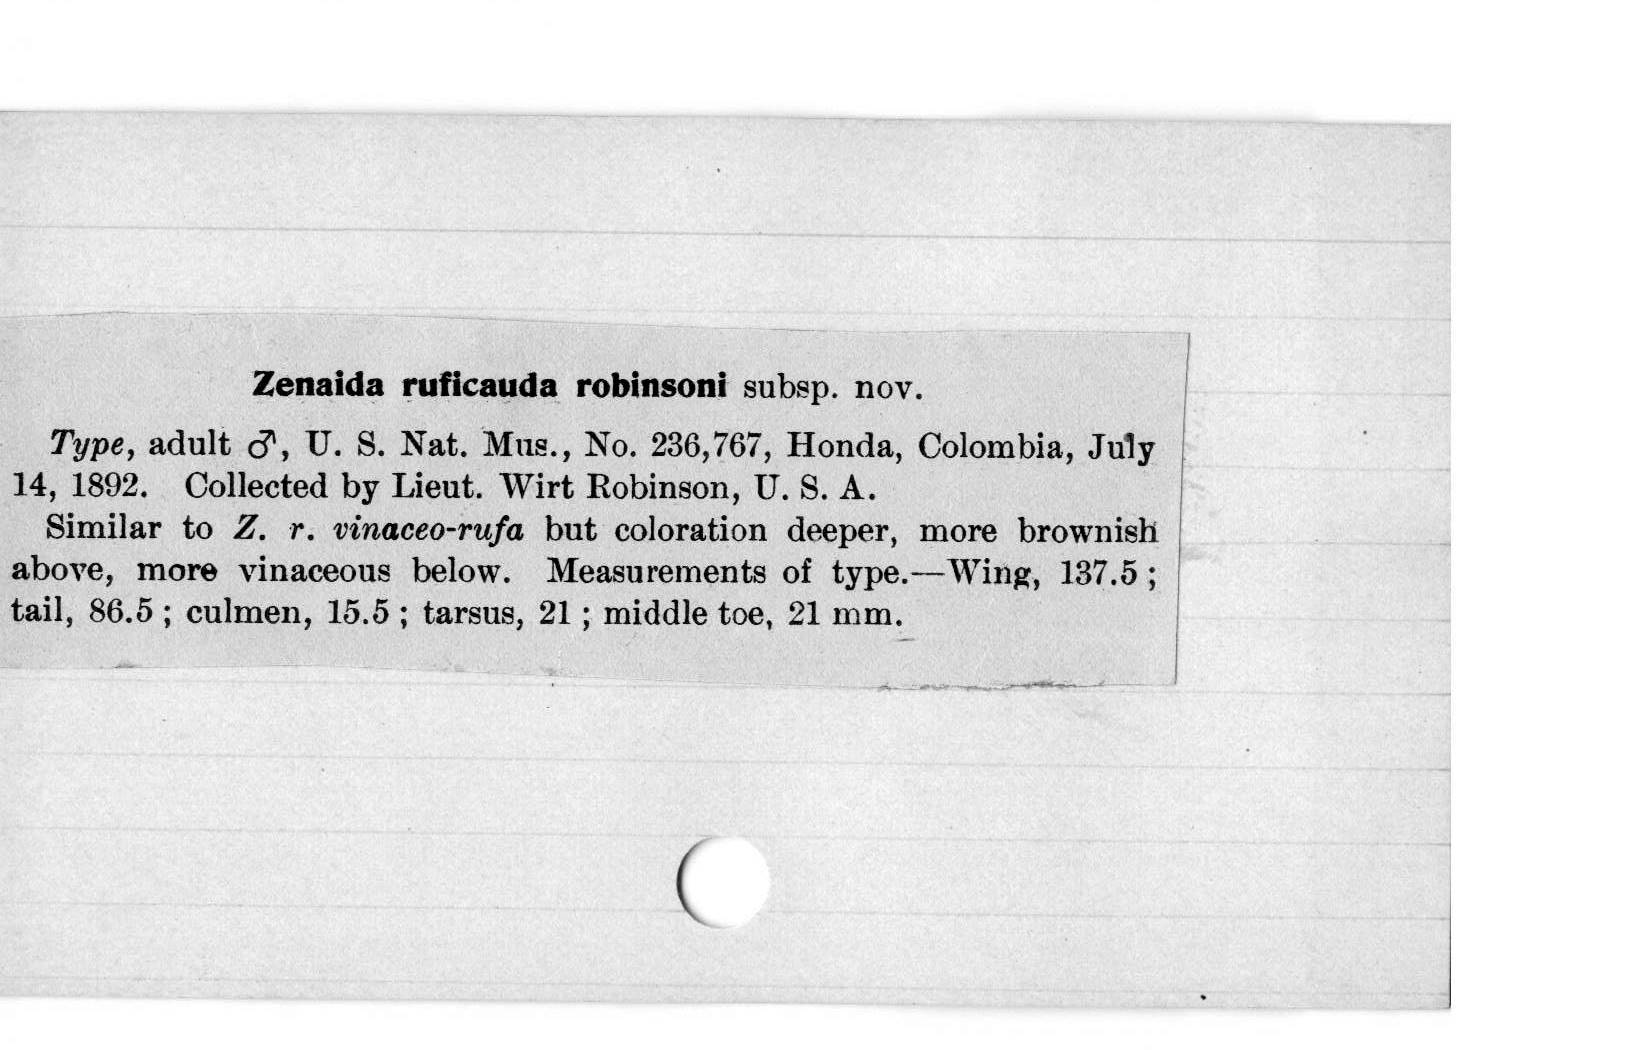 Zenaida ruficauda robinsoni subsp. nov.
Type, adult ♂, U. S. Nat. Mus., No. 236,767, Honda, Colombia, July
14, 1892. Collected by Lieut. Wirt Robinson, U. S. A.
Similar to Z. r. vinaceo-rufa but coloration deeper, more brownish
above, more vinaceous below. Measurements of type.—Wing, 137.5 ;
tail, 86.5 ; culmen, 15.5 ; tarsus, 21 ; middle toe, 21 mm.